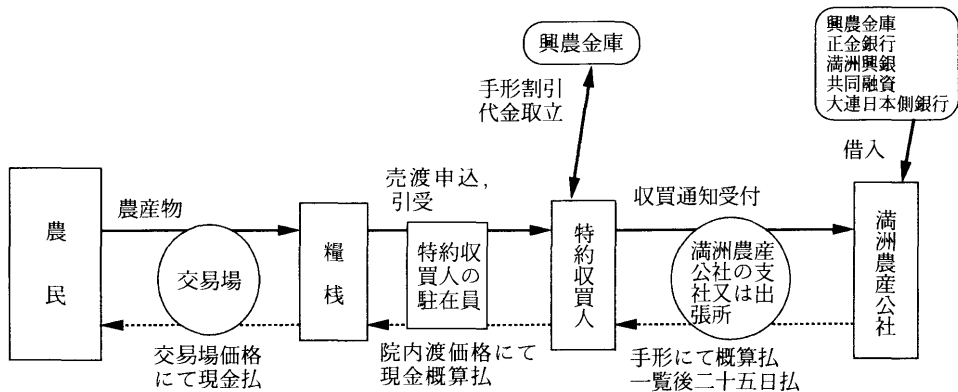 興農金庫
興農金庫
正金銀行
満洲興銀
共同融資
大連日本側銀行
手形割引
代金取立
借入
農民
農産物
交易場
交易場価格
にて現金払
糧桟
売渡申込,
引受
特約収
買人の
駐在員
院内渡価格にて
現金概算払
特約収買人
収買通知受付
満洲農産
公社の支
社又は出
張所
手形にて概算払
一覧後二十五日払
満洲農産公社